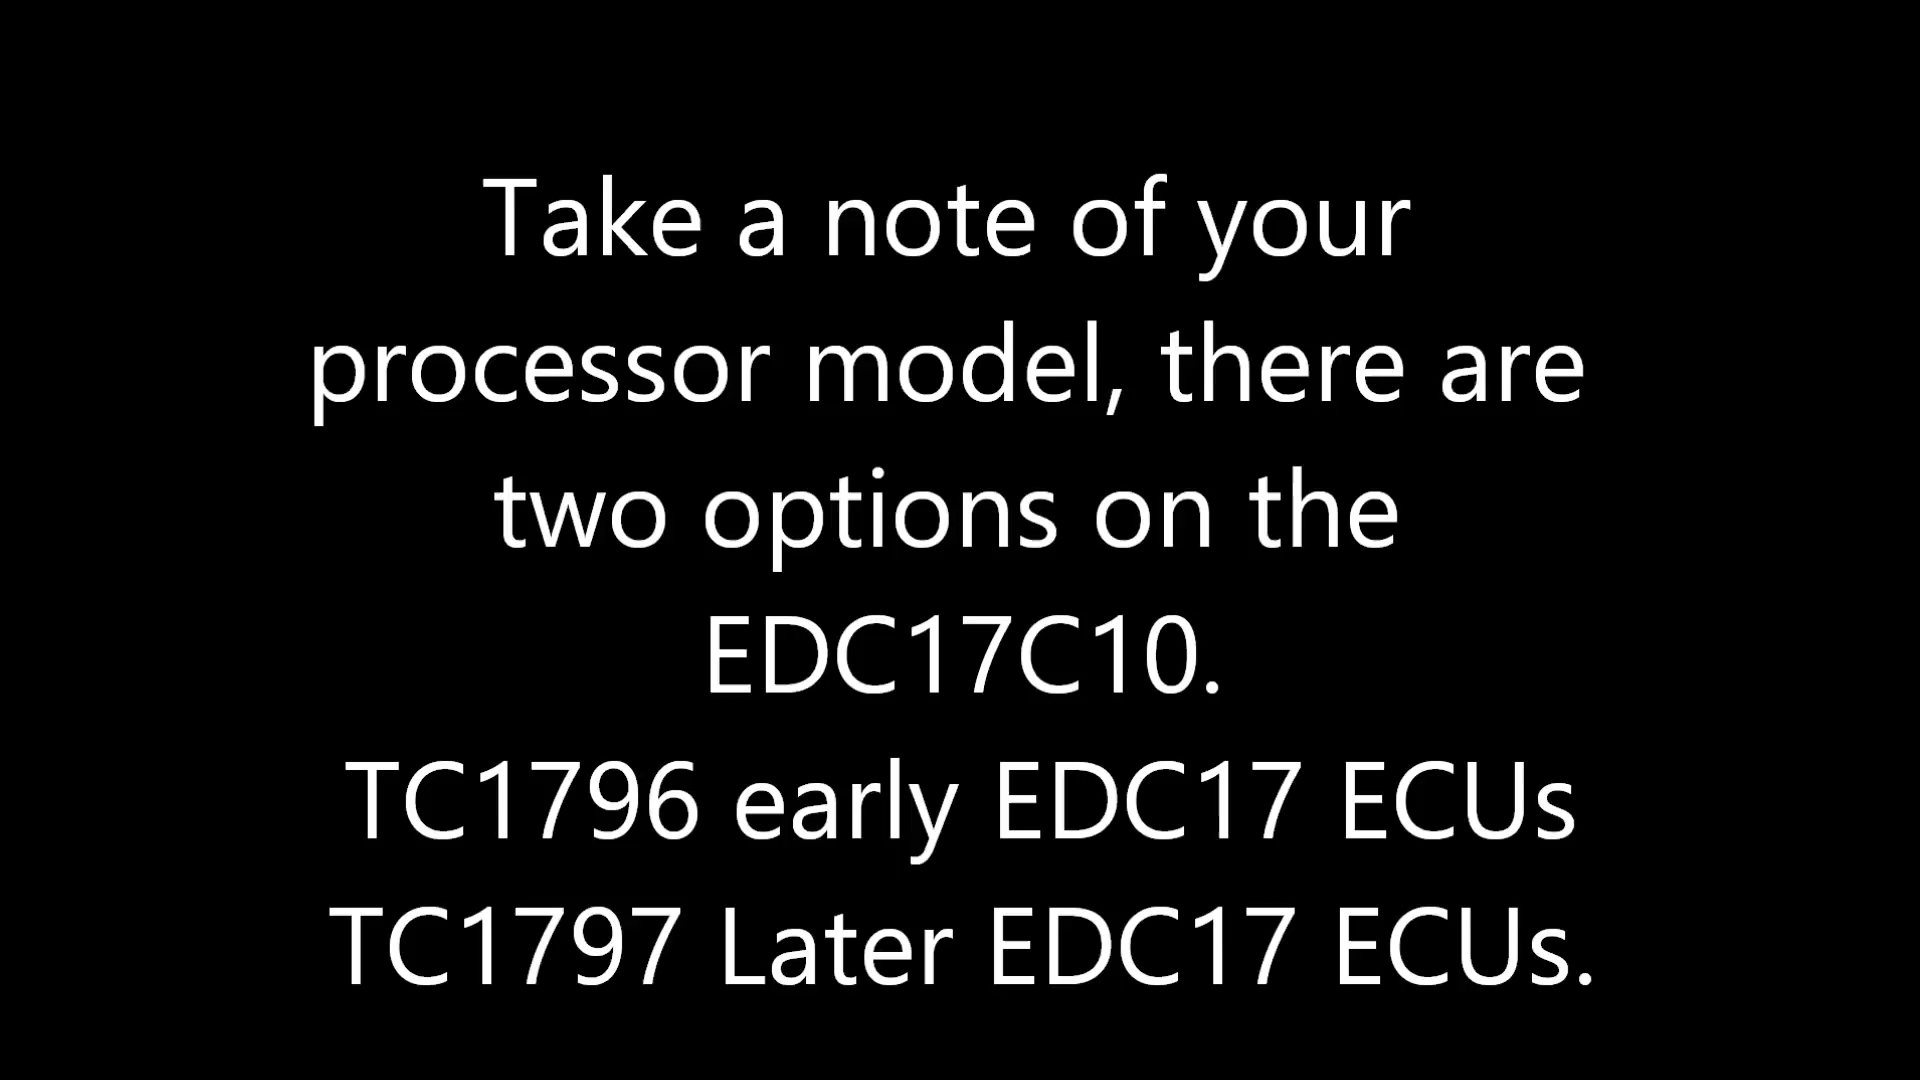 Take a note of your
processor model, there are
two options on the
EDC17C10.
TC1796 early EDC17 ECUs
TC1797 Later EDC17 ECUs.